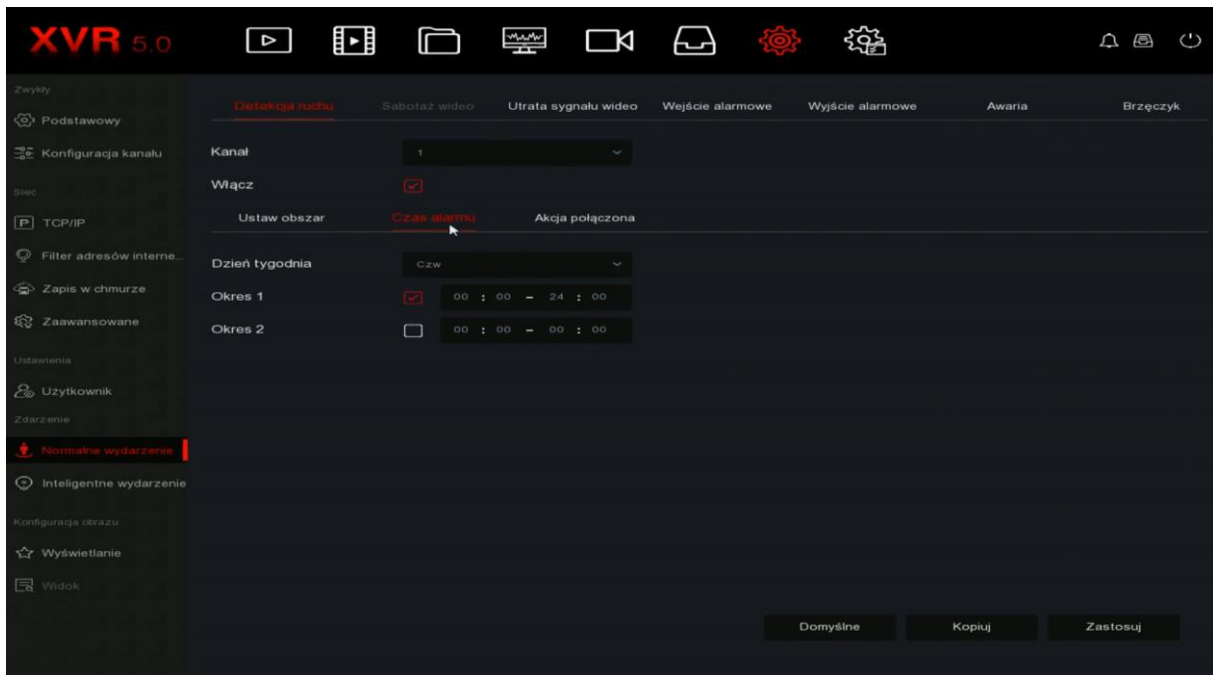 XVR 5.0
Zwykły
Podstawowy
Konfiguracja kanału
Sieć
TCP/IP
Filter adresów interne...
Zapis w chmurze
Zaawansowane
Ustawienia
Użytkownik
Zdarzenie
Normalne wydarzenie
Inteligentne wydarzenie
Konfiguracja obrazu
Wyświetlanie
Widok
Detekcja ruchu Sabotaż wideo Utrata sygnału wideo Wejście alarmowe Wyjście alarmowe Awaria Brzęczyk
Kanał 1
Włącz
Ustaw obszar Czas alarmu Akcja połączona
Dzień tygodnia Czw
Okres 1 00 : 00 - 24 : 00
Okres 2 00 : 00 - 00 : 00
Domyślne Kopiuj Zastosuj